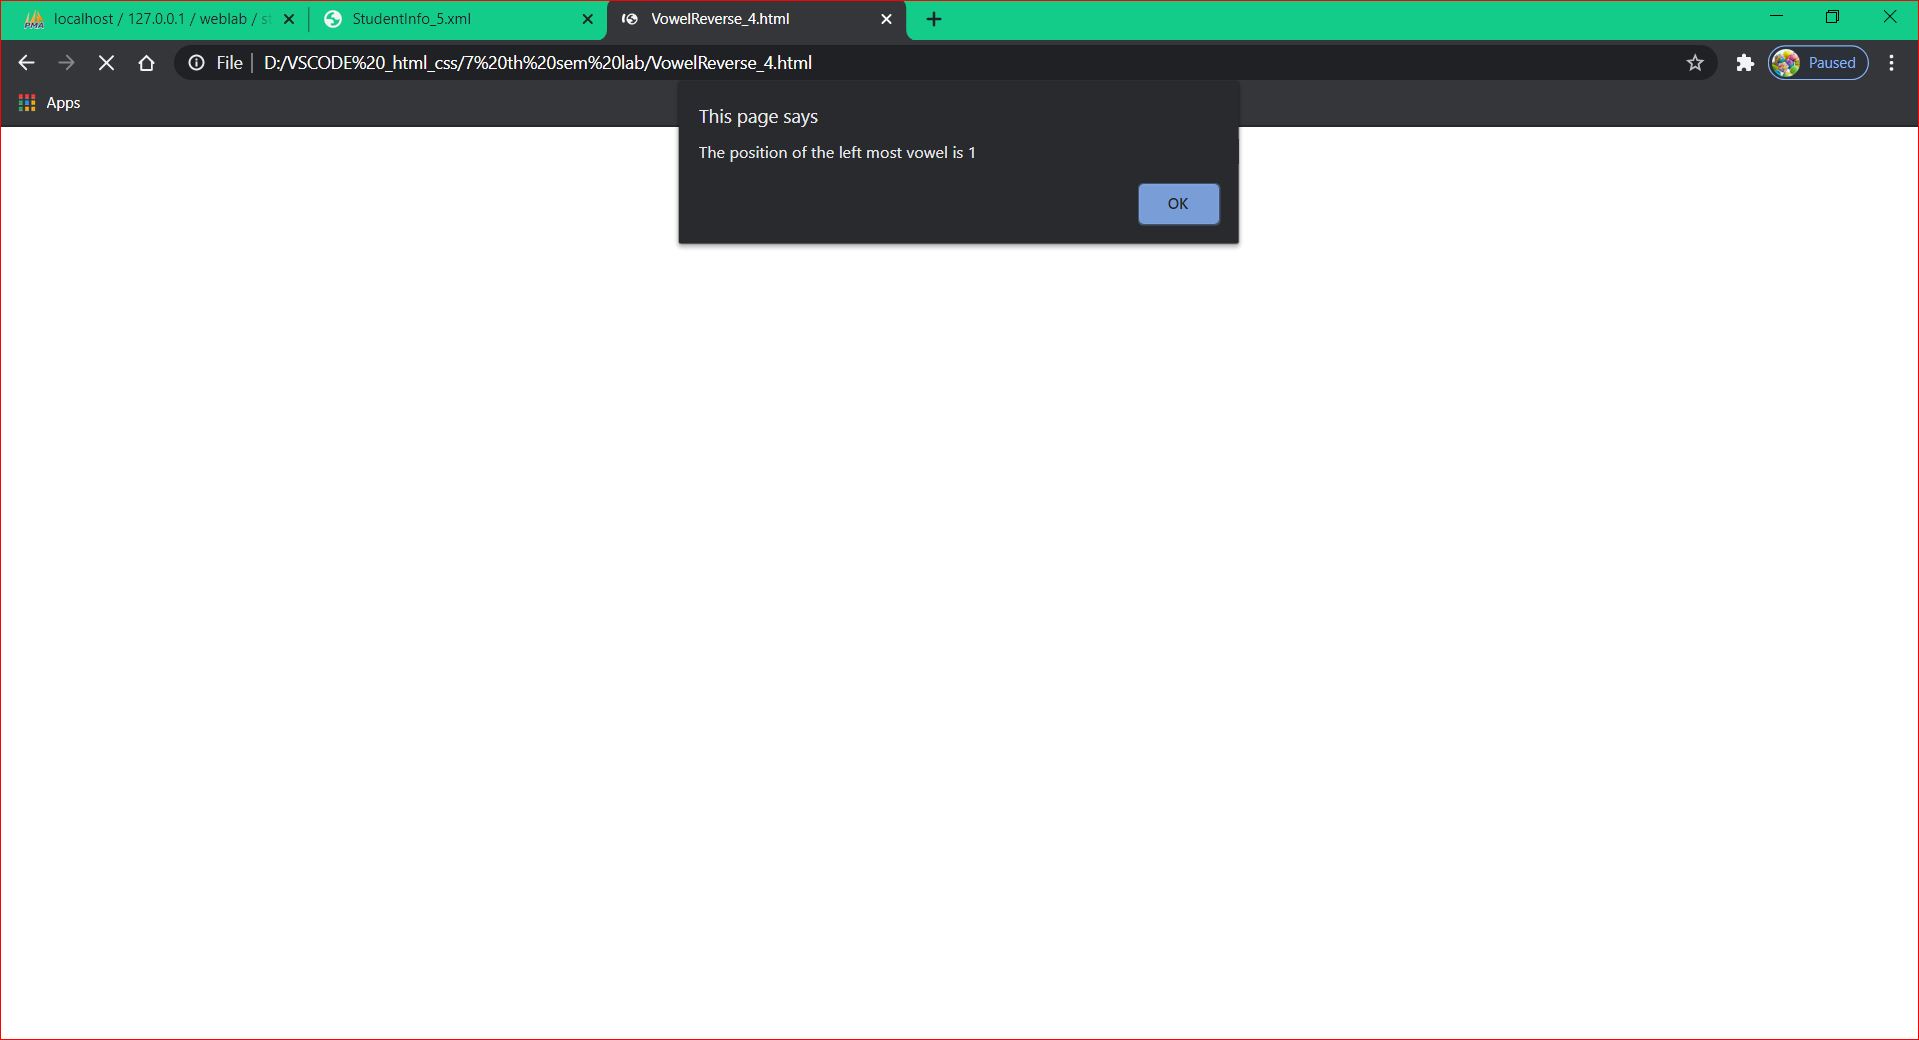 localhost / 127.0.0.1 / weblab / st
StudentInfo_5.xml
VowelReverse_4.html
File
D:/VSCODE%20_html_css/7%20th%20sem%20lab/VowelReverse_4.html
Paused
Apps
This page says
The position of the left most vowel is 1
OK